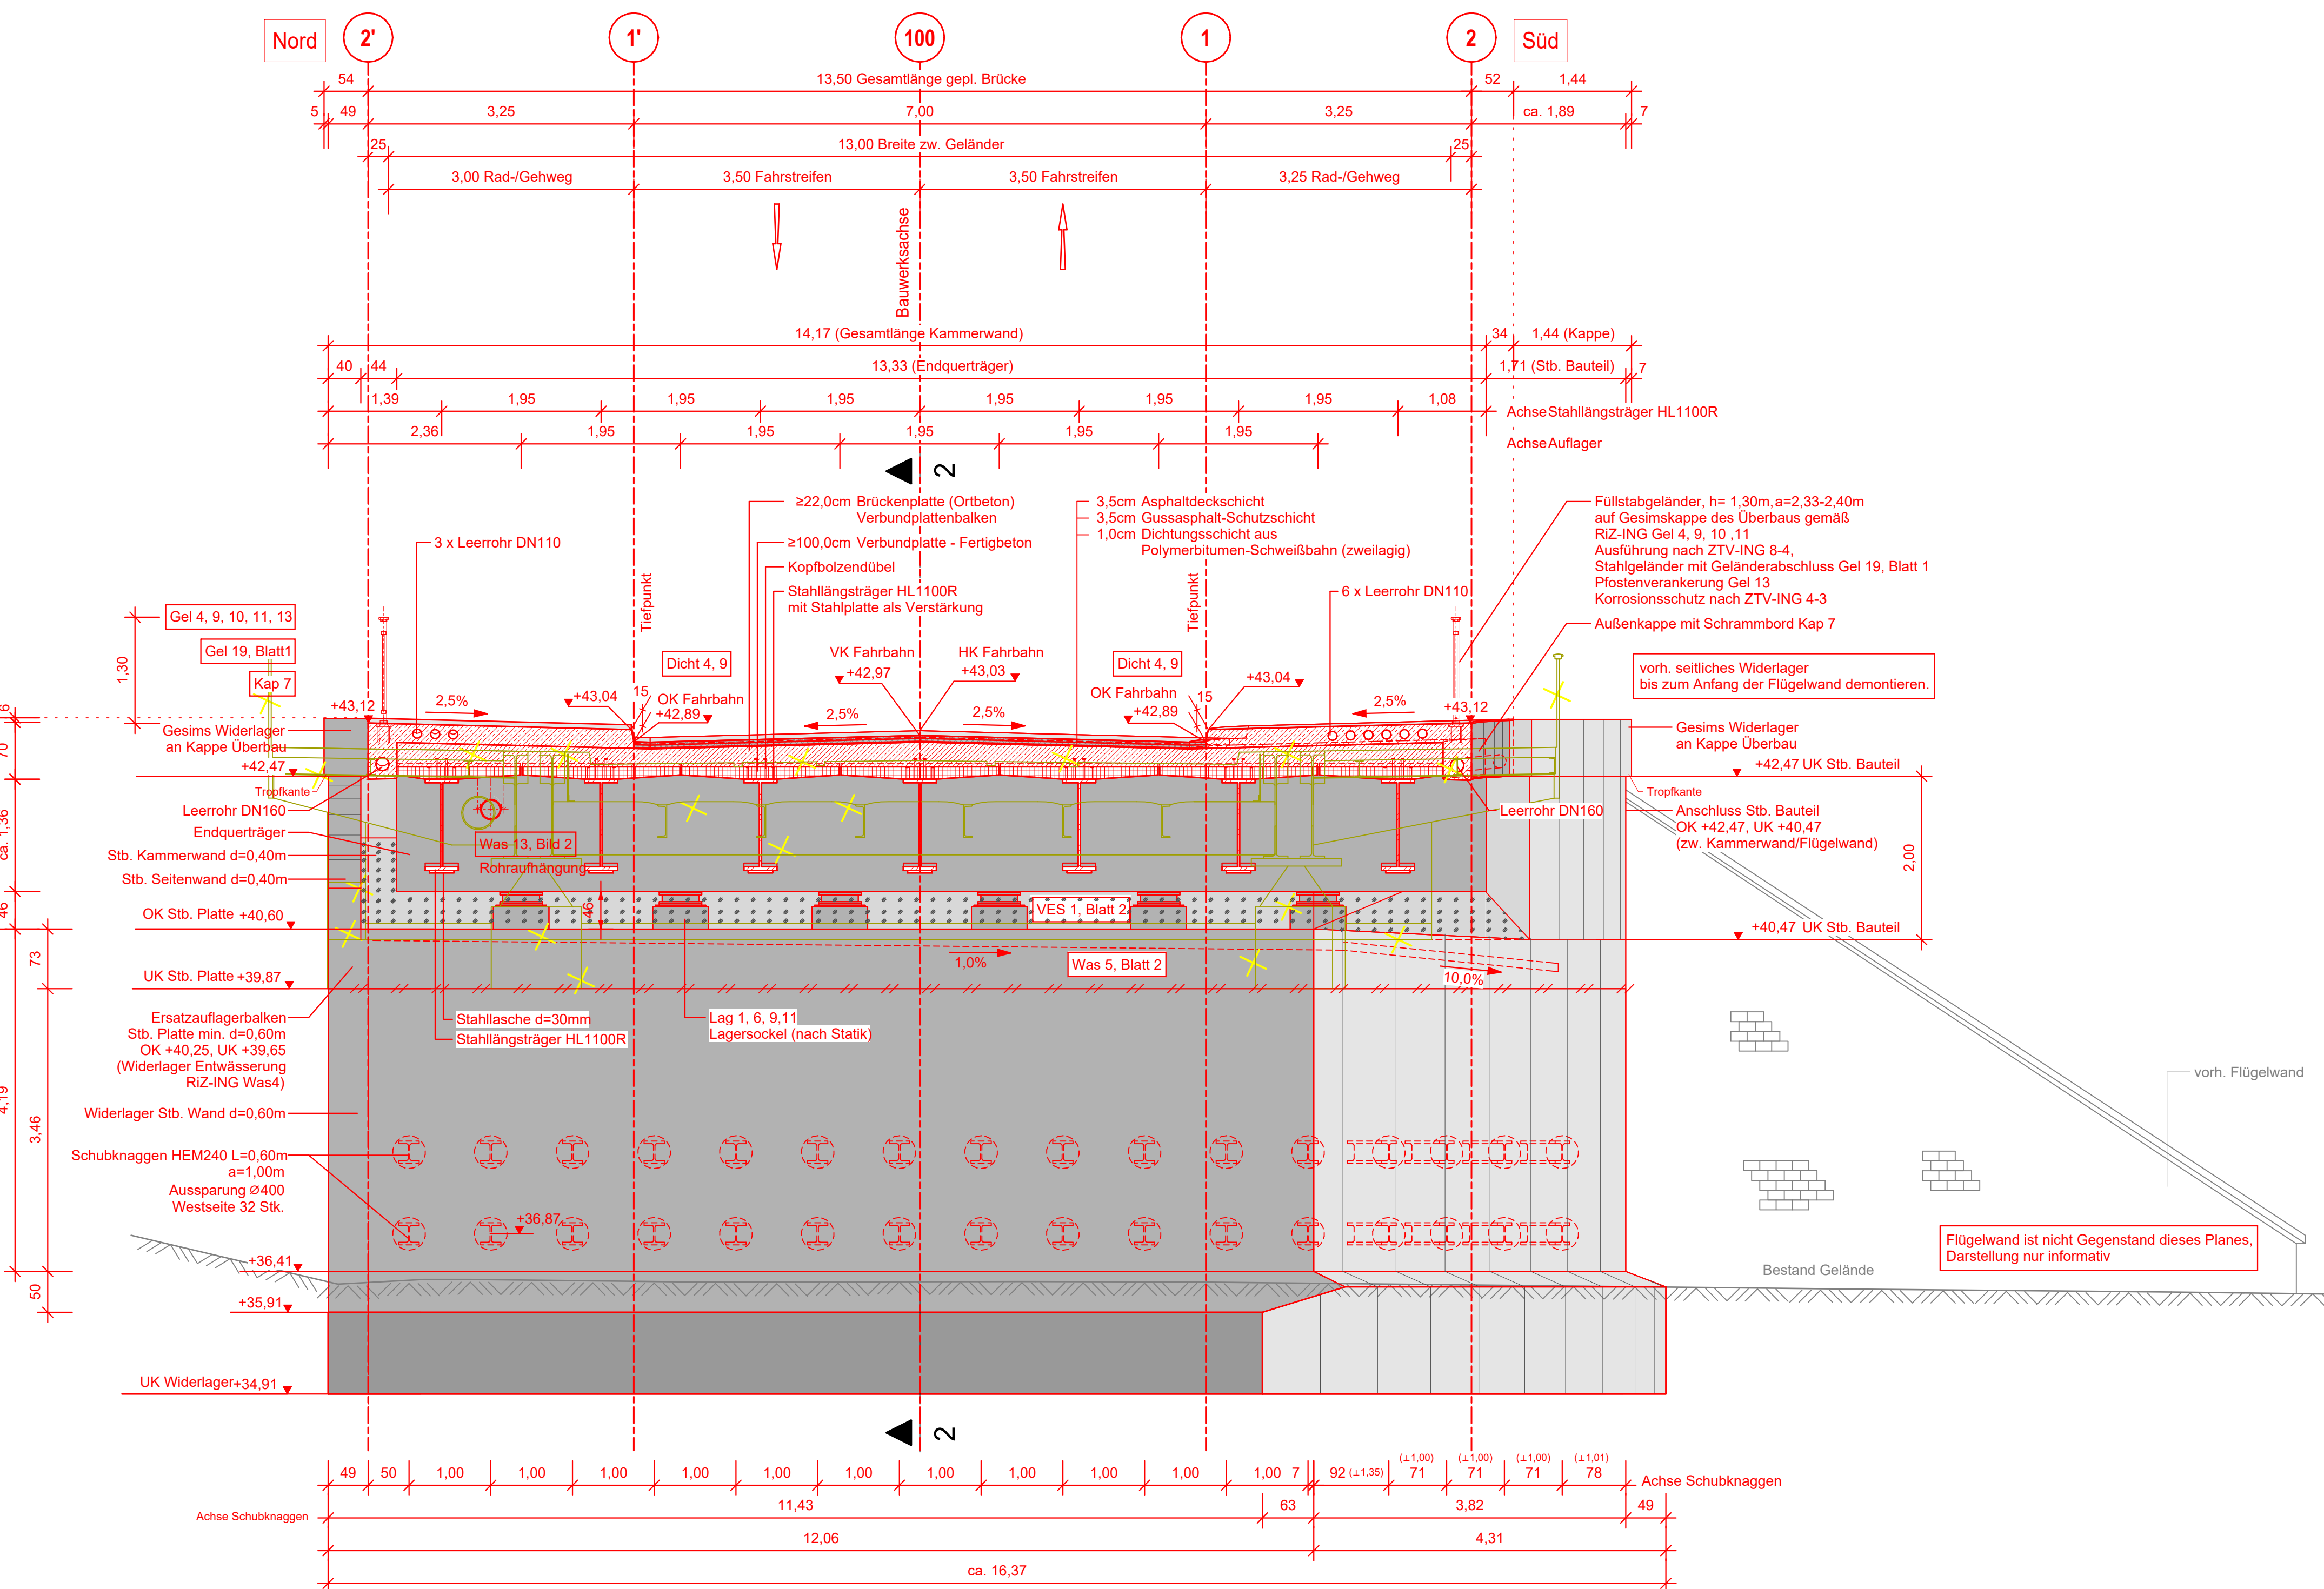 Nord
2'
1'
100
1
2
Süd
54
13,50 Gesamtlänge gepl. Brücke
52
1,44
5
49
3,25
7,00
3,25
ca. 1,89
7
25
13,00 Breite zw. Geländer
25
3,00 Rad-/Gehweg
3,50 Fahrstreifen
3,50 Fahrstreifen
3,25 Rad-/Gehweg
Bauwerksachse
14,17 (Gesamtlänge Kammerwand)
34
1,44 (Kappe)
40
44
13,33 (Endquerträger)
1,71 (Stb. Bauteil)
7
1,39
1,95
1,95
1,95
1,95
1,95
1,95
1,08
Achse Stahllängsträger HL1100R
2,36
1,95
1,95
1,95
1,95
1,95
Achse Auflager
2
≥22,0cm Brückenplatte (Ortbeton)
Verbundplattenbalken
≥100,0cm Verbundplatte - Fertigbeton
Kopfbolzendübel
Stahllängsträger HL1100R
mit Stahlplatte als Verstärkung
3,5cm Asphaltdeckschicht
3,5cm Gussasphalt-Schutzschicht
1,0cm Dichtungsschicht aus
Polymerbitumen-Schweißbahn (zweilagig)
Füllstabgeländer, h= 1,30m,a=2,33-2,40m
auf Gesimskappe des Überbaus gemäß
RiZ-ING Gel 4, 9, 10 ,11
Ausführung nach ZTV-ING 8-4,
Stahlgeländer mit Geländerabschluss Gel 19, Blatt 1
Pfostenverankerung Gel 13
Korrosionsschutz nach ZTV-ING 4-3
Außenkappe mit Schrammbord Kap 7
3 x Leerrohr DN110
6 x Leerrohr DN110
Tiefpunkt
Tiefpunkt
Gel 4, 9, 10, 11, 13
Gel 19, Blatt1
Kap 7
1,30
Dicht 4, 9
Dicht 4, 9
VK Fahrbahn
+42,97
HK Fahrbahn
+43,03
vorh. seitliches Widerlager
bis zum Anfang der Flügelwand demontieren.
+43,12
2,5%
+43,04
15
OK Fahrbahn
+42,89
2,5%
2,5%
OK Fahrbahn
+42,89
15
+43,04
2,5%
+43,12
6
70
ca. 1,36
46
4,19
73
3,46
50
Gesims Widerlager
an Kappe Überbau
+42,47
Tropfkante
Leerrohr DN160
Endquerträger
Stb. Kammerwand d=0,40m
Stb. Seitenwand d=0,40m
OK Stb. Platte +40,60
UK Stb. Platte +39,87
Was 13, Bild 2
Rohraufhängung
46
VES 1, Blatt 2
1,0%
Was 5, Blatt 2
10,0%
Gesims Widerlager
an Kappe Überbau
+42,47 UK Stb. Bauteil
Tropfkante
Leerrohr DN160
Anschluss Stb. Bauteil
OK +42,47, UK +40,47
(zw. Kammerwand/Flügelwand)
2,00
+40,47 UK Stb. Bauteil
Ersatzauflagerbalken
Stb. Platte min. d=0,60m
OK +40,25, UK +39,65
(Widerlager Entwässerung
RiZ-ING Was4)
Stahllasche d=30mm
Stahllängsträger HL1100R
Lag 1, 6, 9,11
Lagersockel (nach Statik)
vorh. Flügelwand
Widerlager Stb. Wand d=0,60m
Schubknaggen HEM240 L=0,60m
a=1,00m
Aussparung Ø400
Westseite 32 Stk.
+36,87
+36,41
+35,91
UK Widerlager+34,91
Flügelwand ist nicht Gegenstand dieses Planes,
Darstellung nur informativ
Bestand Gelände
2
49
50
1,00
1,00
1,00
1,00
1,00
1,00
1,00
1,00
1,00
1,00
1,00
7
92 (⊥1,35)
(⊥1,00)
71
(⊥1,00)
71
(⊥1,00)
71
(⊥1,01)
78
Achse Schubknaggen
11,43
63
3,82
49
Achse Schubknaggen
12,06
4,31
ca. 16,37